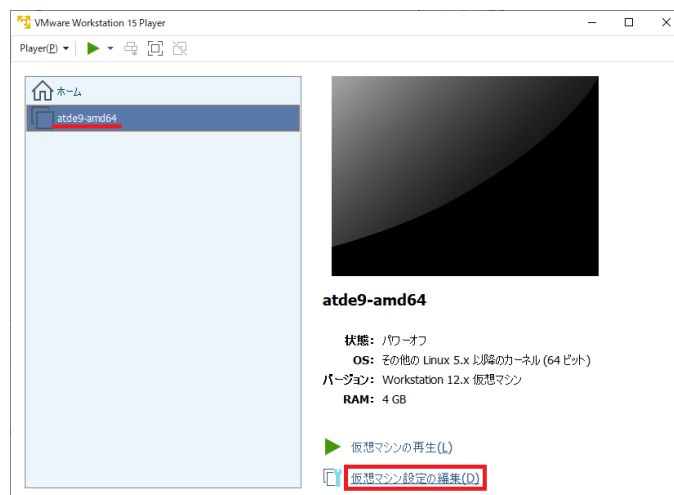 VMware Workstation 15 Player
Player(P)
ホーム
atde9-amd64
atde9-amd64
状態: パワーオフ
OS: その他の Linux 5.x 以降のカーネル (64 ビット)
バージョン: Workstation 12.x 仮想マシン
RAM: 4 GB
仮想マシンの再生(L)
仮想マシン設定の編集(D)